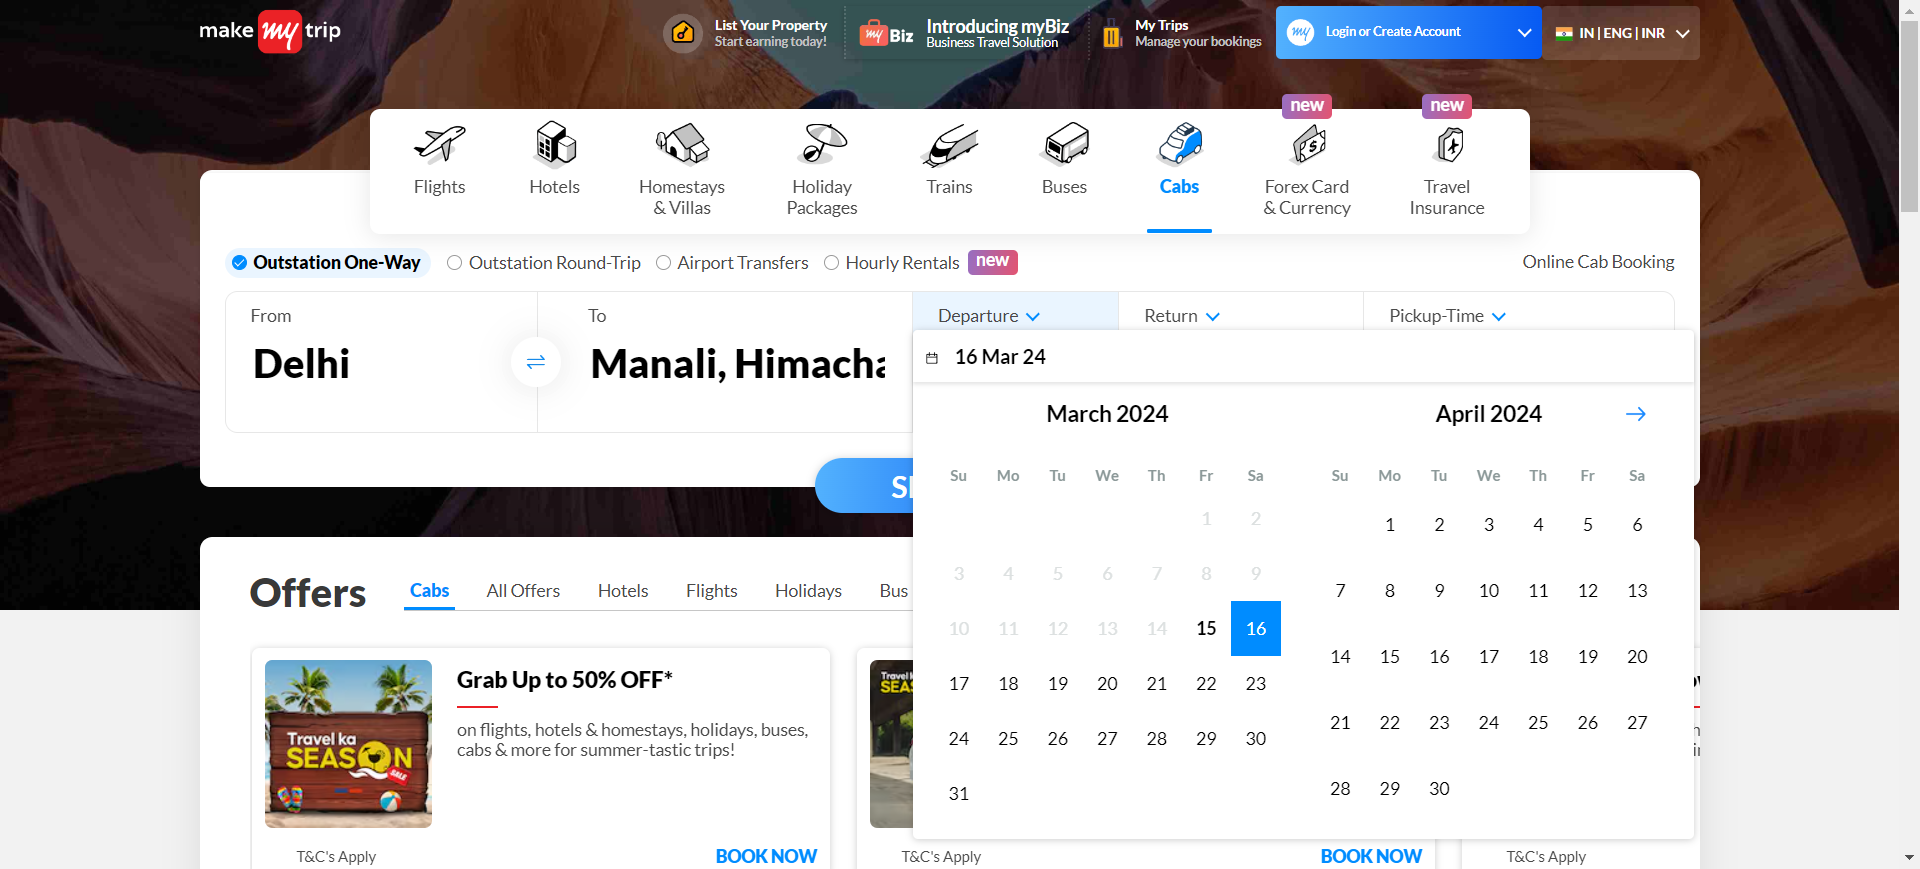 make my trip
List Your Property
Start earning today!
my Biz
Introducing myBiz
Business Travel Solution
My Trips
Manage your bookings
my
Login or Create Account
IN | ENG | INR
new
new
Flights
Hotels
Homestays
& Villas
Holiday
Packages
Trains
Buses
Cabs
Forex Card
& Currency
Travel
Insurance
Outstation One-Way
Outstation Round-Trip
Airport Transfers
Hourly Rentals
new
Online Cab Booking
From
Delhi
To
Manali, Himacha
Departure
Return
Pickup-Time
16 Mar 24
March 2024
Su Mo Tu We Th Fr Sa
1 2
3 4 5 6 7 8 9
10 11 12 13 14 15 16
17 18 19 20 21 22 23
24 25 26 27 28 29 30
31
April 2024
Su Mo Tu We Th Fr Sa
1 2 3 4 5 6
7 8 9 10 11 12 13
14 15 16 17 18 19 20
21 22 23 24 25 26 27
28 29 30
Offers
Cabs
All Offers
Hotels
Flights
Holidays
Bus
Travel ka
SEASON
SALE
Grab Up to 50% OFF*
on flights, hotels & homestays, holidays, buses,
cabs & more for summer-tastic trips!
T&C's Apply
BOOK NOW
T&C's Apply
BOOK NOW
T&C's Apply